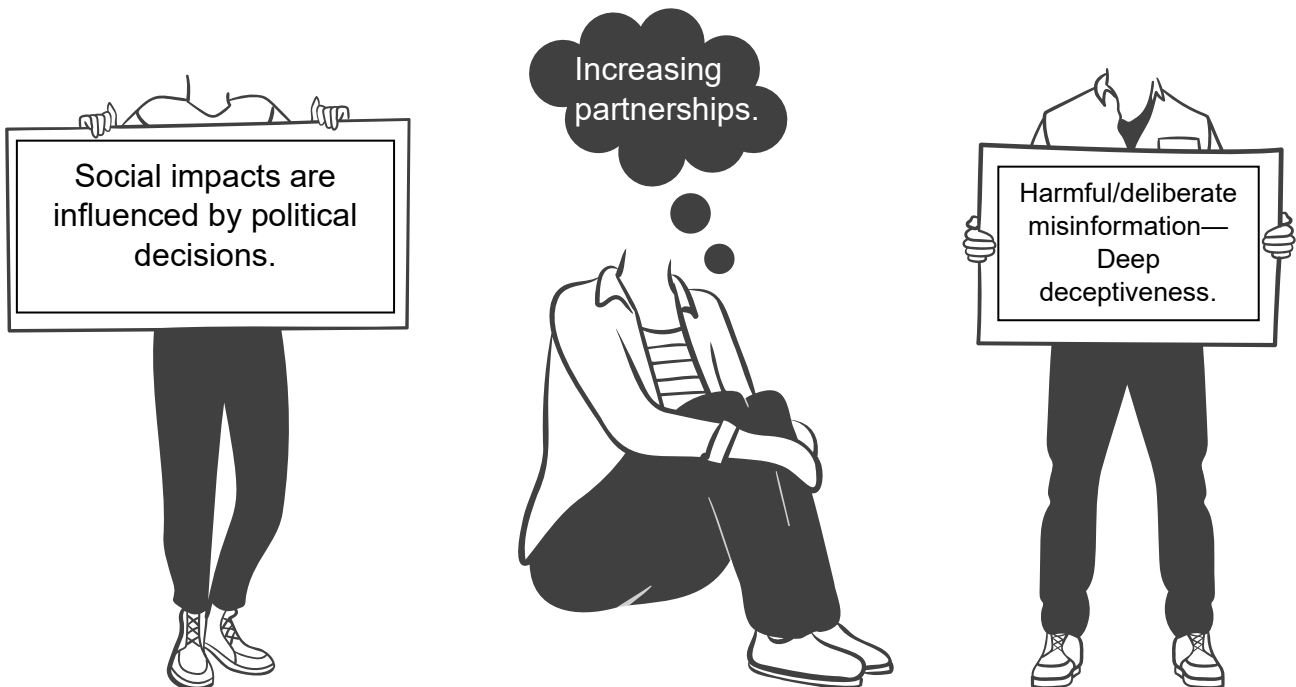 Social impacts are
influenced by political
decisions.
Increasing
partnerships.
Harmful/deliberate
misinformation—
Deep
deceptiveness.